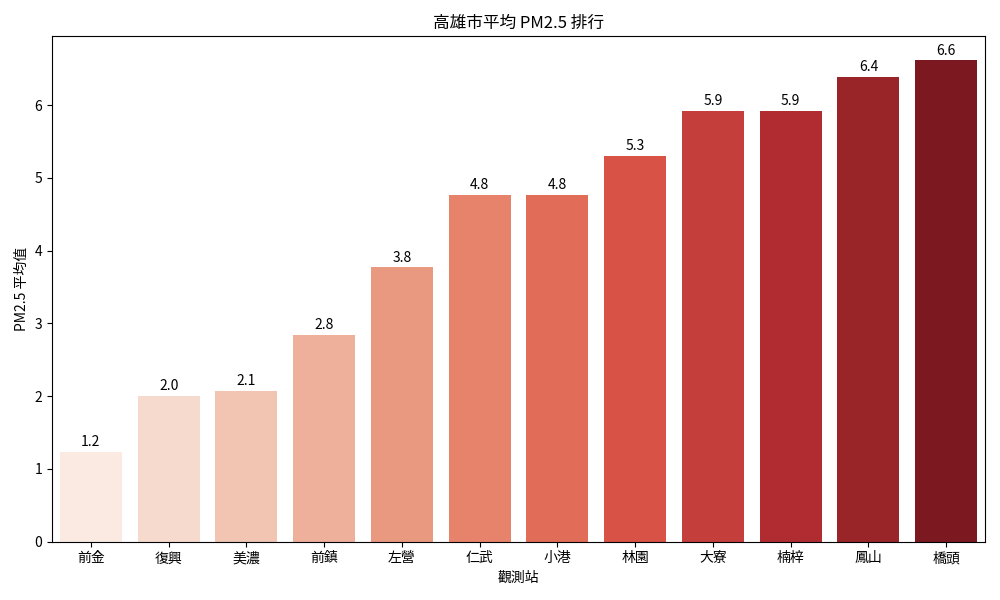 高雄市平均 PM2.5 排行
PM2.5 平均值
6
5
4
3
2
1
0
1.2
2.0
2.1
2.8
3.8
4.8
4.8
5.3
5.9
5.9
6.4
6.6
前金
復興
美濃
前鎮
左營
仁武
小港
林園
大寮
楠梓
鳳山
橋頭
觀測站